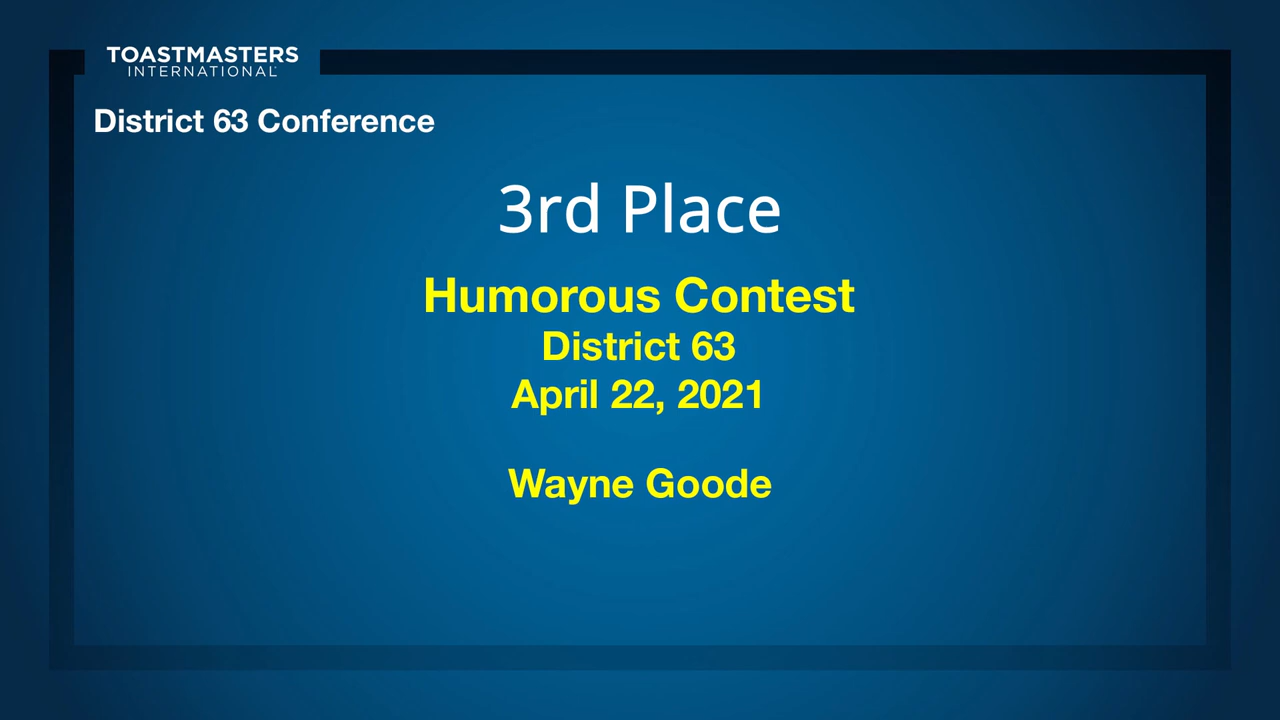 TOASTMASTERS
INTERNATIONAL
District 63 Conference
3rd Place
Humorous Contest
District 63
April 22, 2021
Wayne Goode